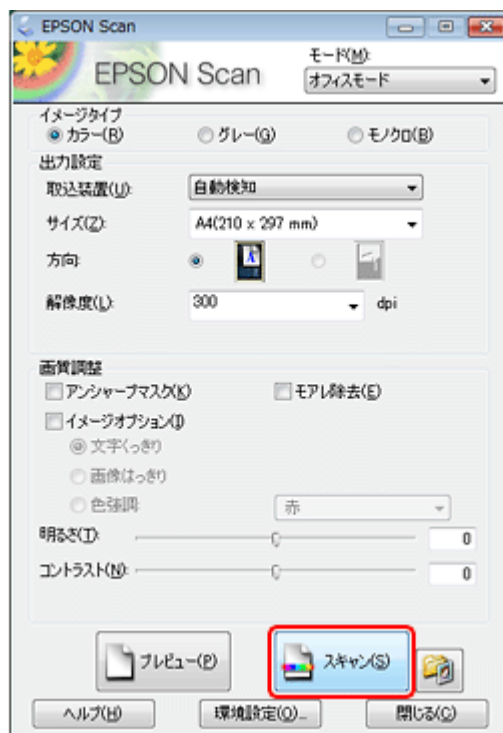 EPSON Scan
EPSON Scan
モード(M):
オフィスモード
イメージタイプ
カラー(R) グレー(G) モノクロ(B)
出力設定
取込装置(U): 自動検知
サイズ(Z): A4(210 x 297 mm)
方向:
解像度(L): 300 dpi
画質調整
アンシャープマスク(K) モアレ除去(E)
イメージオプション(I)
文字くっきり
画像はっきり
色強調: 赤
明るさ(T): 0
コントラスト(N): 0
プレビュー(P) スキャン(S)
ヘルプ(H) 環境設定(O)... 閉じる(C)